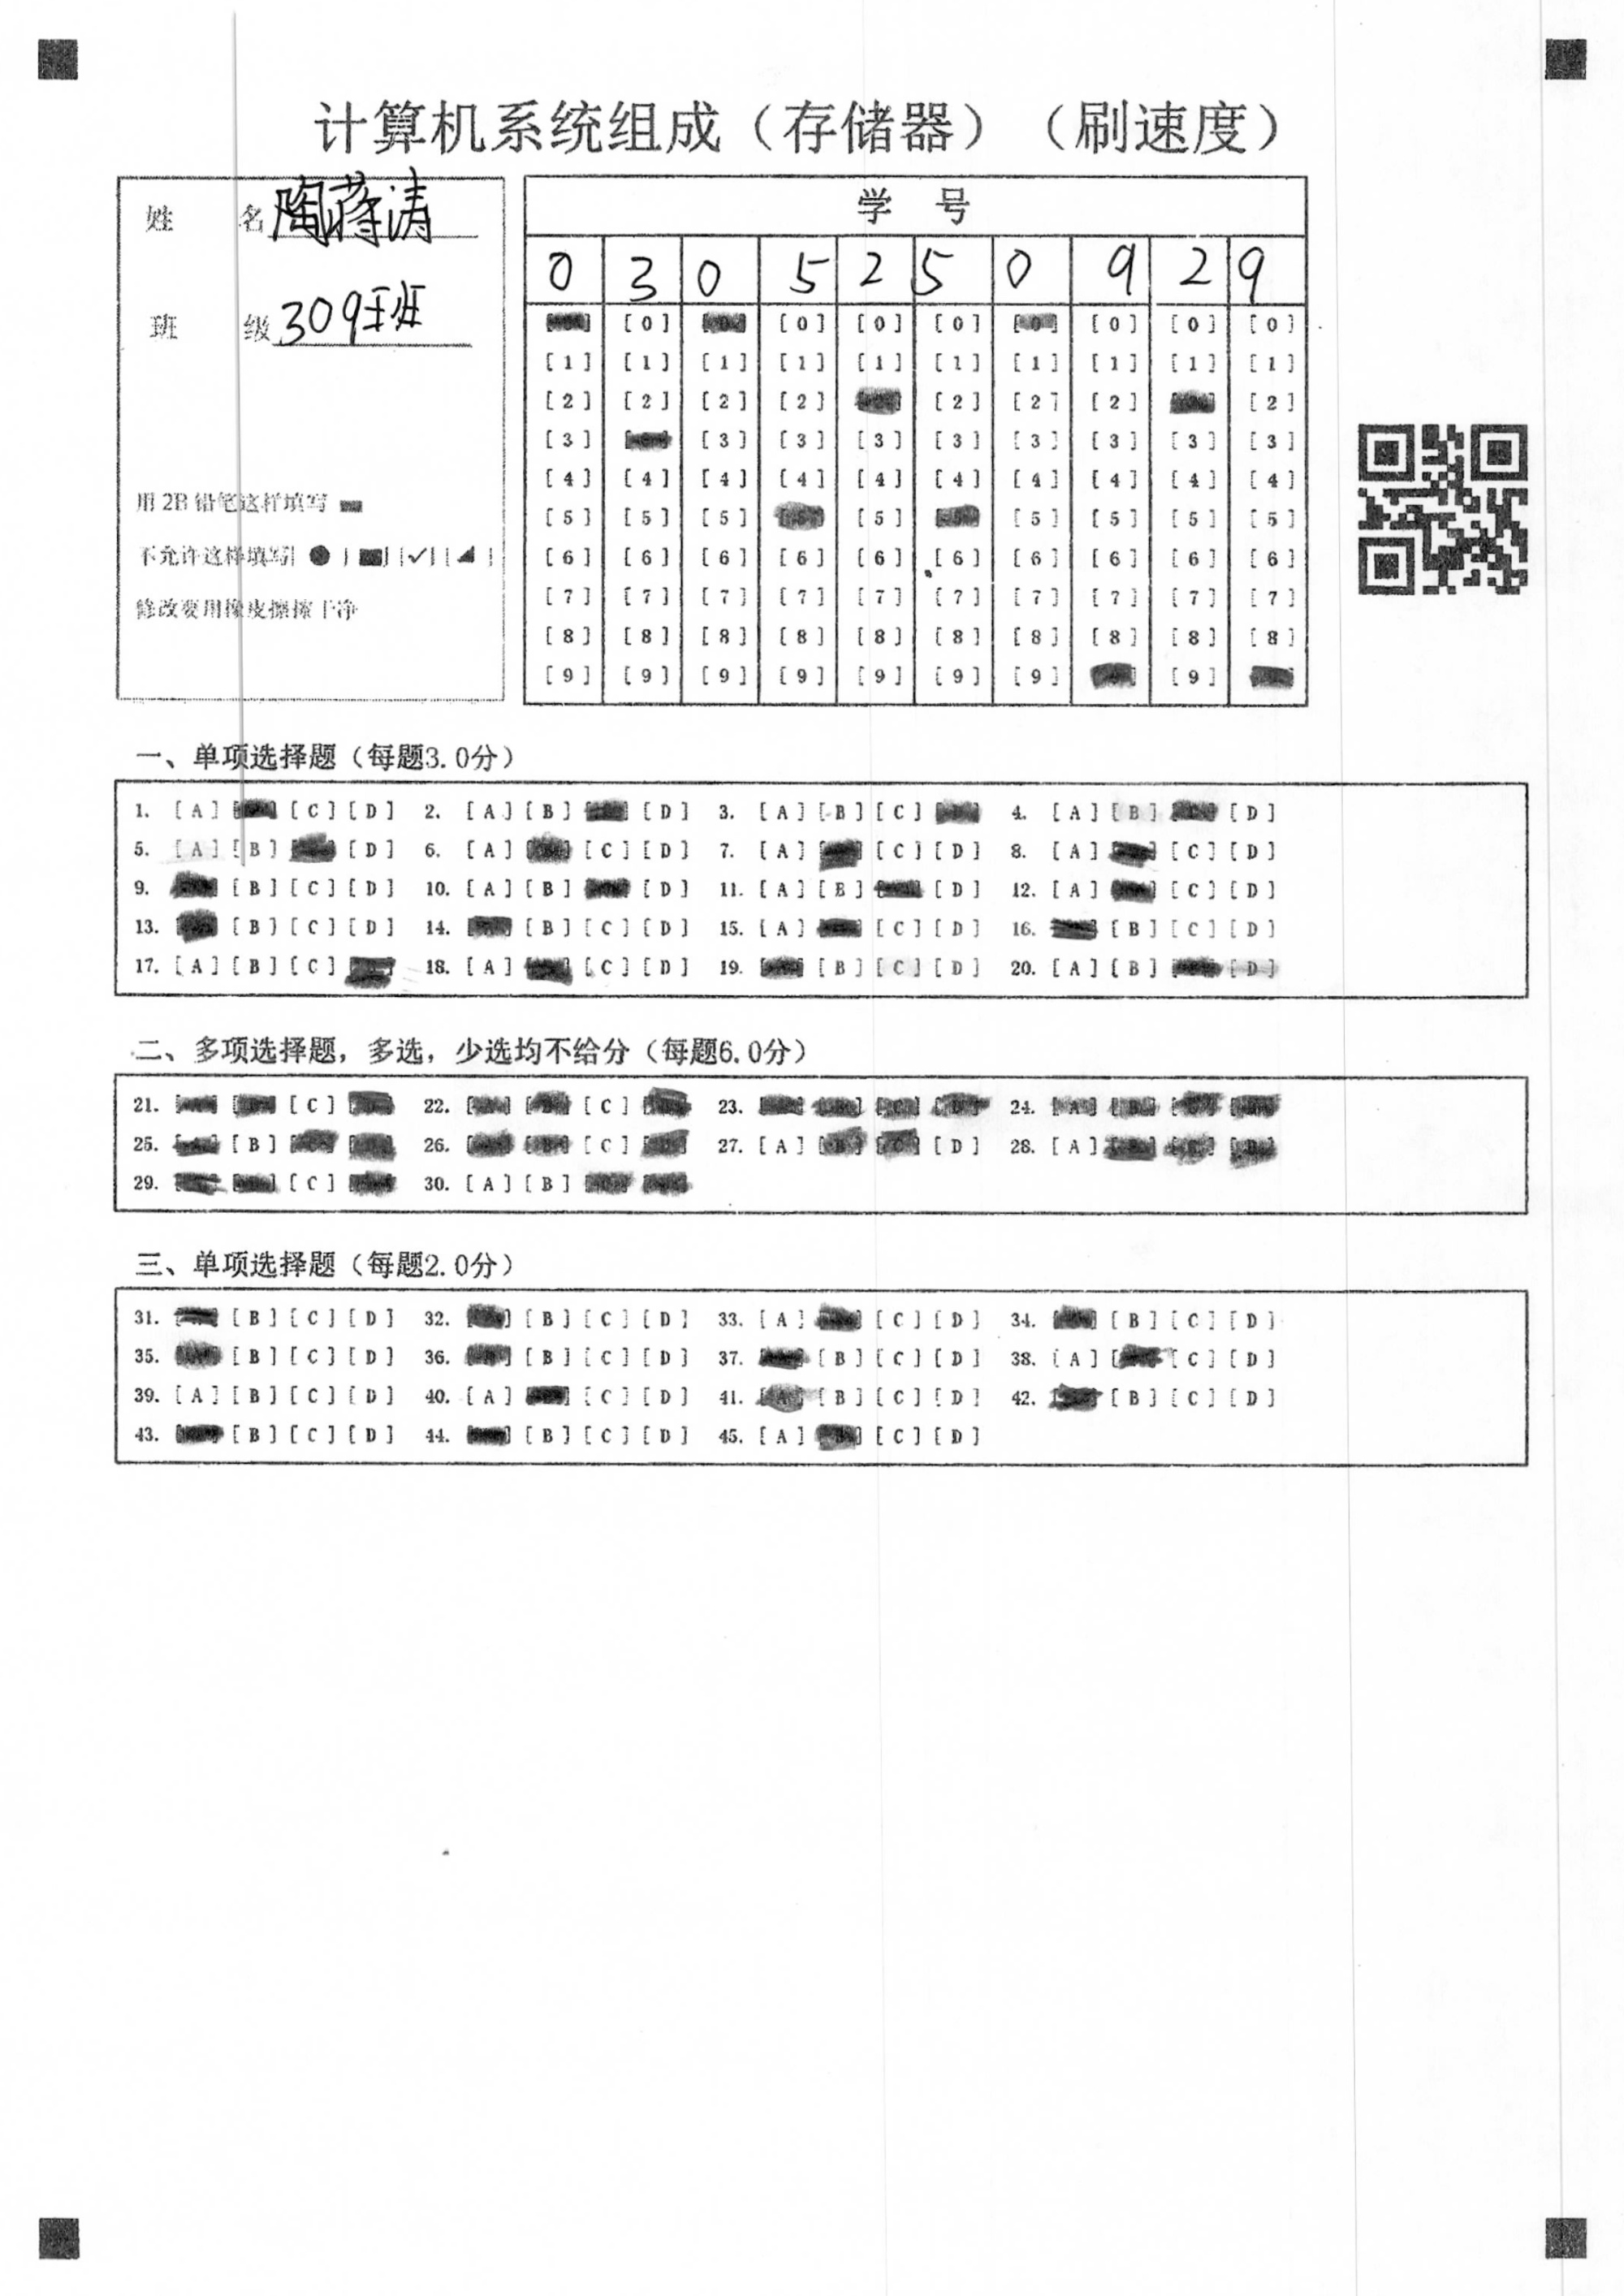 计算机系统组成（存储器）（刷速度）
姓 名 陶蒋涛
班 级 309班
用2B铅笔这样填写
不允许这样填写
修改要用橡皮擦擦干净
学 号
0 3 0 5 2 5 0 9 2 9
[0] [0] [0] [0] [0] [0] [0]
[1] [1] [1] [1] [1] [1] [1] [1] [1] [1]
[2] [2] [2] [2] [2] [2] [2] [2]
[3] [3] [3] [3] [3] [3] [3] [3] [3]
[4] [4] [4] [4] [4] [4] [4] [4] [4] [4]
[5] [5] [5] [5] [5] [5] [5] [5]
[6] [6] [6] [6] [6] [6] [6] [6] [6] [6]
[7] [7] [7] [7] [7] [7] [7] [7] [7] [7]
[8] [8] [8] [8] [8] [8] [8] [8] [8] [8]
[9] [9] [9] [9] [9] [9] [9] [9]
一、单项选择题（每题3.0分）
1. [A] [C] [D] 2. [A] [B] [D] 3. [A] [B] [C] 4. [A] [B] [D]
5. [A] [B] [D] 6. [A] [C] [D] 7. [A] [C] [D] 8. [A] [C] [D]
9. [B] [C] [D] 10. [A] [B] [D] 11. [A] [B] [D] 12. [A] [C] [D]
13. [B] [C] [D] 14. [B] [C] [D] 15. [A] [C] [D] 16. [B] [C] [D]
17. [A] [B] [C] 18. [A] [C] [D] 19. [B] [C] [D] 20. [A] [B] [D]
二、多项选择题，多选，少选均不给分（每题6.0分）
21. [C] 22. [C] 23. 24. [A] [B]
25. [B] 26. [C] 27. [A] [D] 28. [A]
29. [C] 30. [A] [B]
三、单项选择题（每题2.0分）
31. [B] [C] [D] 32. [B] [C] [D] 33. [A] [C] [D] 34. [B] [C] [D]
35. [B] [C] [D] 36. [B] [C] [D] 37. [B] [C] [D] 38. [A] [C] [D]
39. [A] [B] [C] [D] 40. [A] [C] [D] 41. [A] [B] [C] [D] 42. [B] [C] [D]
43. [B] [C] [D] 44. [B] [C] [D] 45. [A] [C] [D]